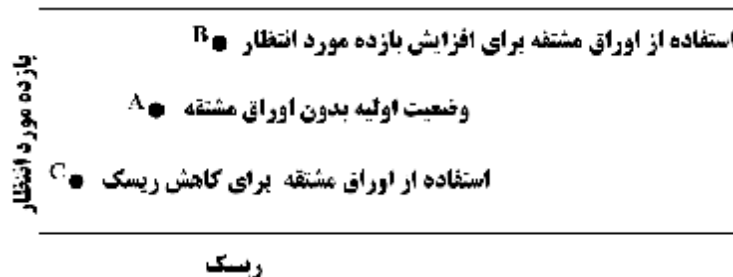 استفاده از اوراق مشتقه برای افزایش بازده مورد انتظار B
وضعیت اولیه بدون اوراق مشتقه A
استفاده ار اوراق مشتقه برای کاهش ریسک C
بازده مورد انتظار
ریسک